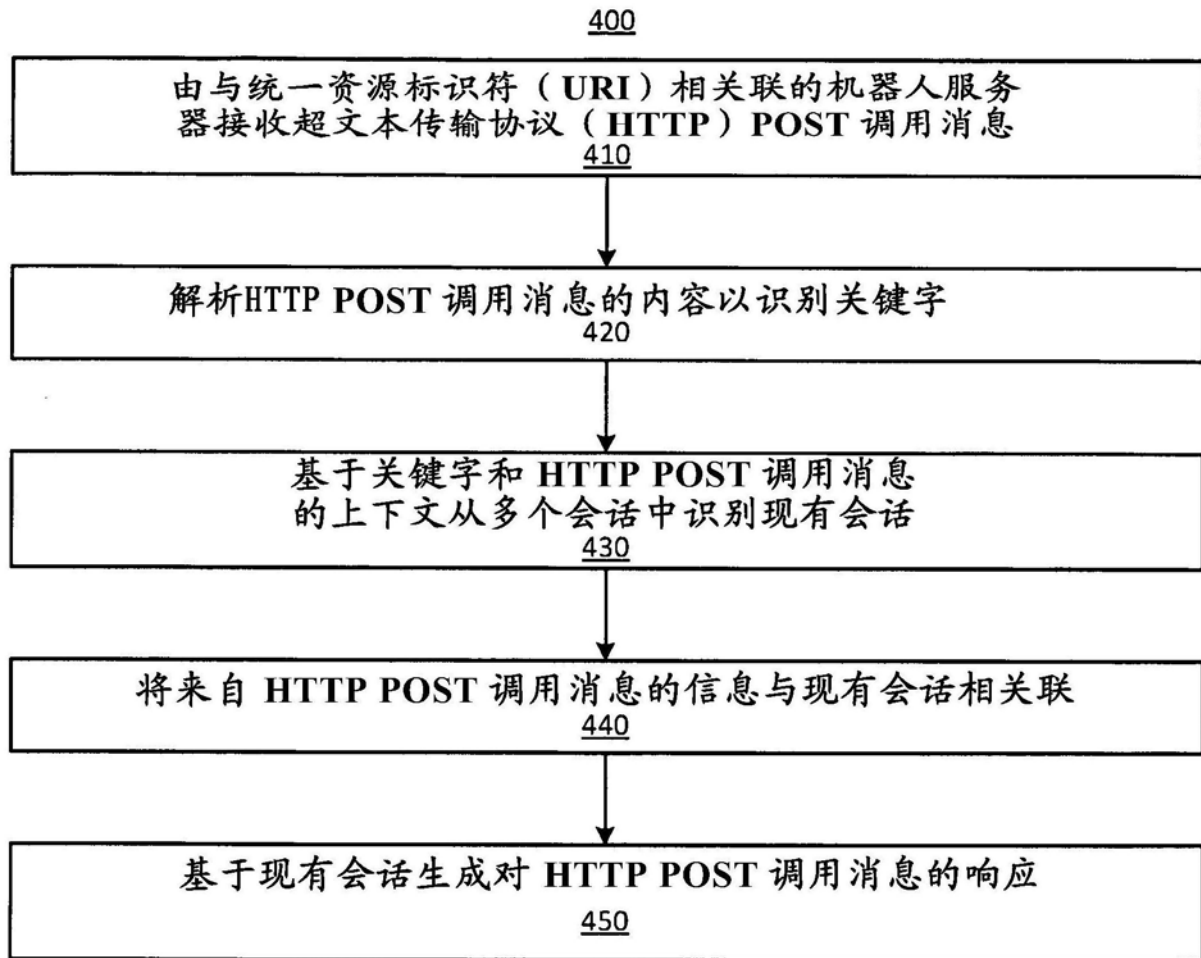 400
由与统一资源标识符（URI）相关联的机器人服务
器接收超文本传输协议（HTTP）POST 调用消息
410
解析HTTP POST 调用消息的内容以识别关键字
420
基于关键字和 HTTP POST 调用消息
的上下文从多个会话中识别现有会话
430
将来自 HTTP POST 调用消息的信息与现有会话相关联
440
基于现有会话生成对 HTTP POST 调用消息的响应
450